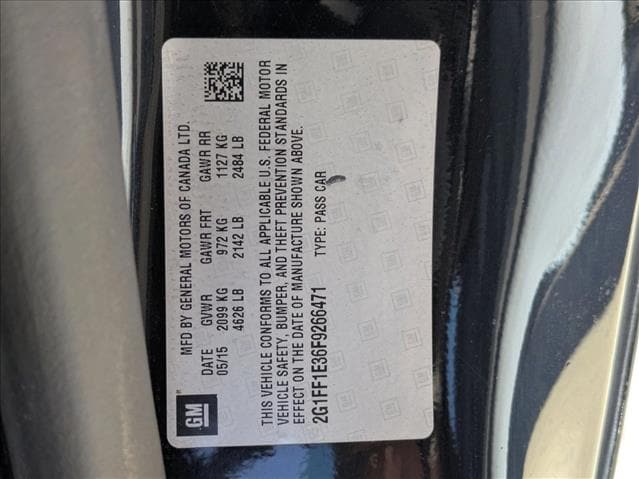 MFD BY GENERAL MOTORS OF CANADA LTD.
DATE GVWR GAWR FRT GAWR RR
05/15 2099 KG 972 KG 1127 KG
4626 LB 2142 LB 2484 LB
GM
THIS VEHICLE CONFORMS TO ALL APPLICABLE U.S. FEDERAL MOTOR
VEHICLE SAFETY, BUMPER, AND THEFT PREVENTION STANDARDS IN
EFFECT ON THE DATE OF MANUFACTURE SHOWN ABOVE.
2G1FF1E36F9266471 TYPE: PASS CAR